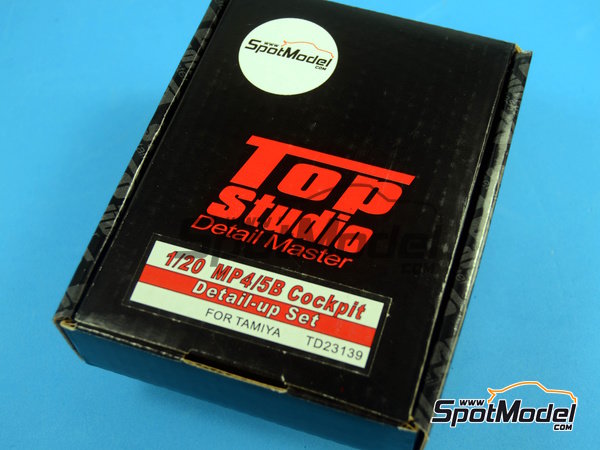 www
SpotModel
.COM
Top
Studio
Detail Master
1/20 MP4/5B Cockpit
Detail-up Set
FOR TAMIYA TD23139
www
SpotModel
.COM